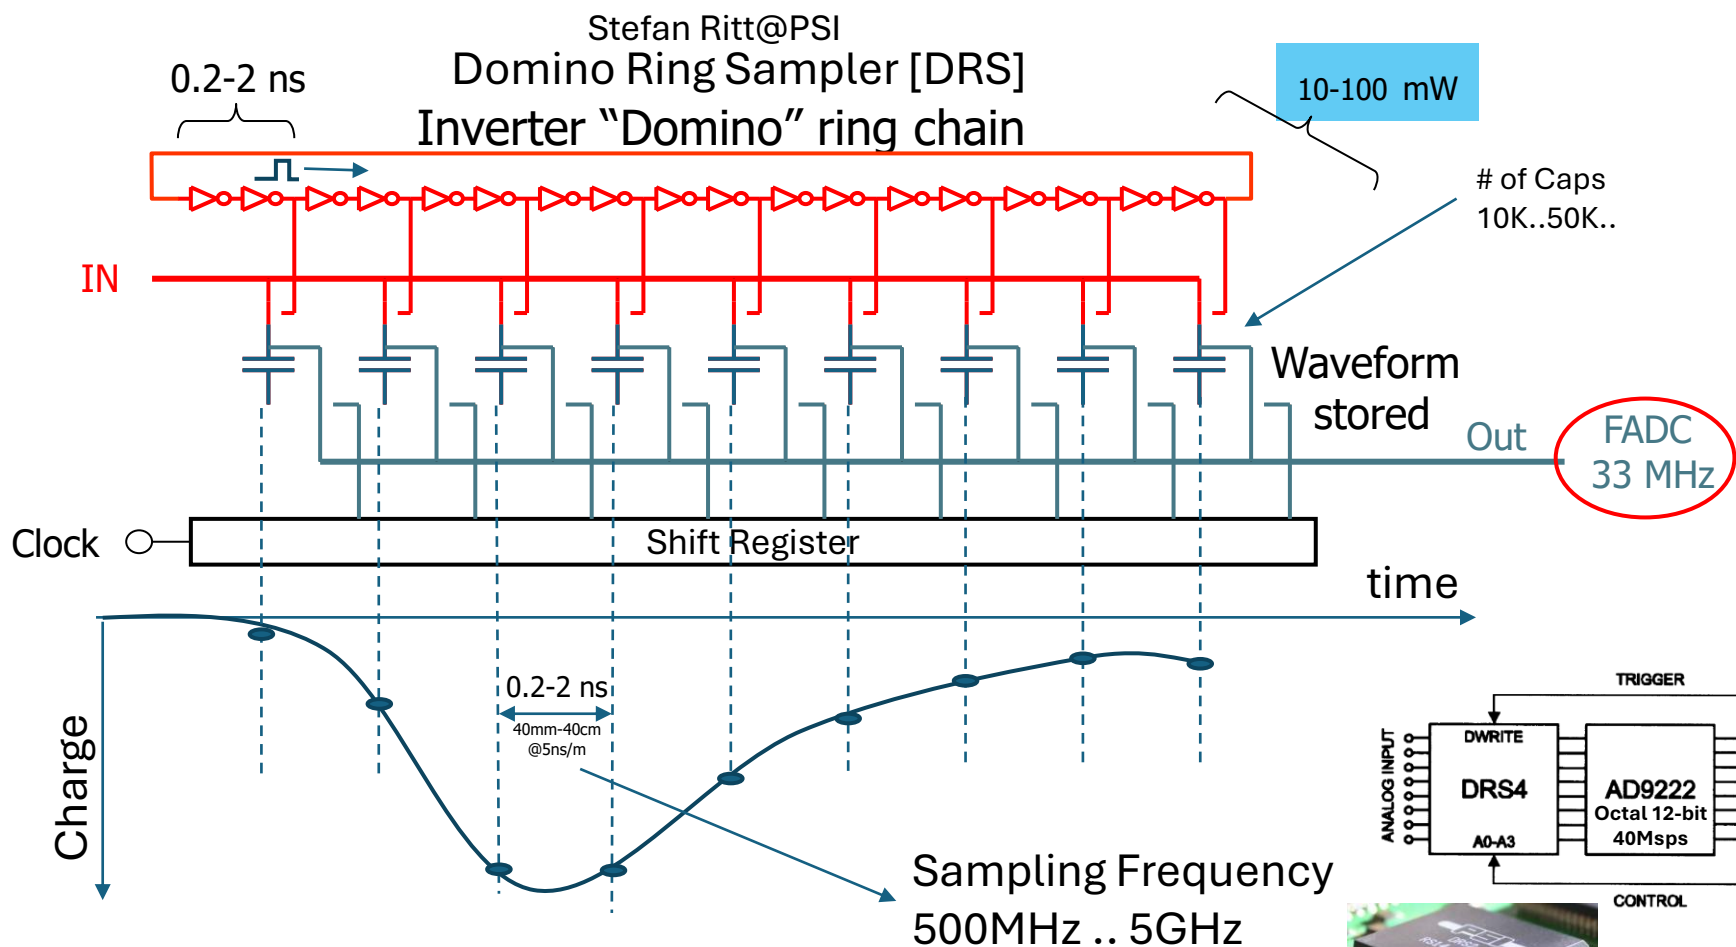 Stefan Ritt@PSI
Domino Ring Sampler [DRS]
Inverter “Domino” ring chain
0.2-2 ns
10-100 mW
# of Caps
10K..50K..
IN
Waveform
stored
Out
FADC
33 MHz
Clock
Shift Register
time
Charge
0.2-2 ns
40mm-40cm
@5ns/m
Sampling Frequency
500MHz .. 5GHz
TRIGGER
ANALOG INPUT
DWRITE
DRS4
A0-A3
AD9222
Octal 12-bit
40Msps
CONTROL